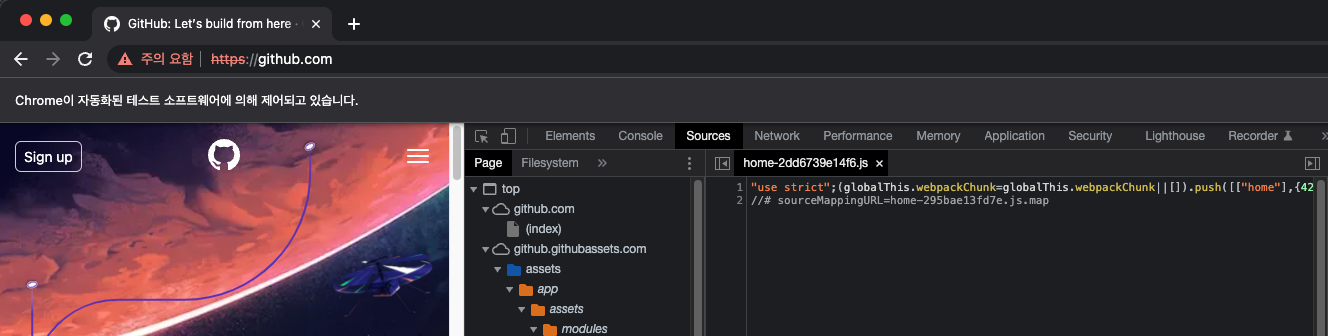 GitHub: Let's build from here ·
주의 요함 https://github.com
Chrome이 자동화된 테스트 소프트웨어에 의해 제어되고 있습니다.
Sign up
Elements Console Sources Network Performance Memory Application Security Lighthouse Recorder
Page Filesystem »
home-2dd6739e14f6.js ×
top
github.com
(index)
github.githubassets.com
assets
app
assets
modules
1 "use strict";(globalThis.webpackChunk=globalThis.webpackChunk||[]).push([["home"],{42
2 //# sourceMappingURL=home-295bae13fd7e.js.map